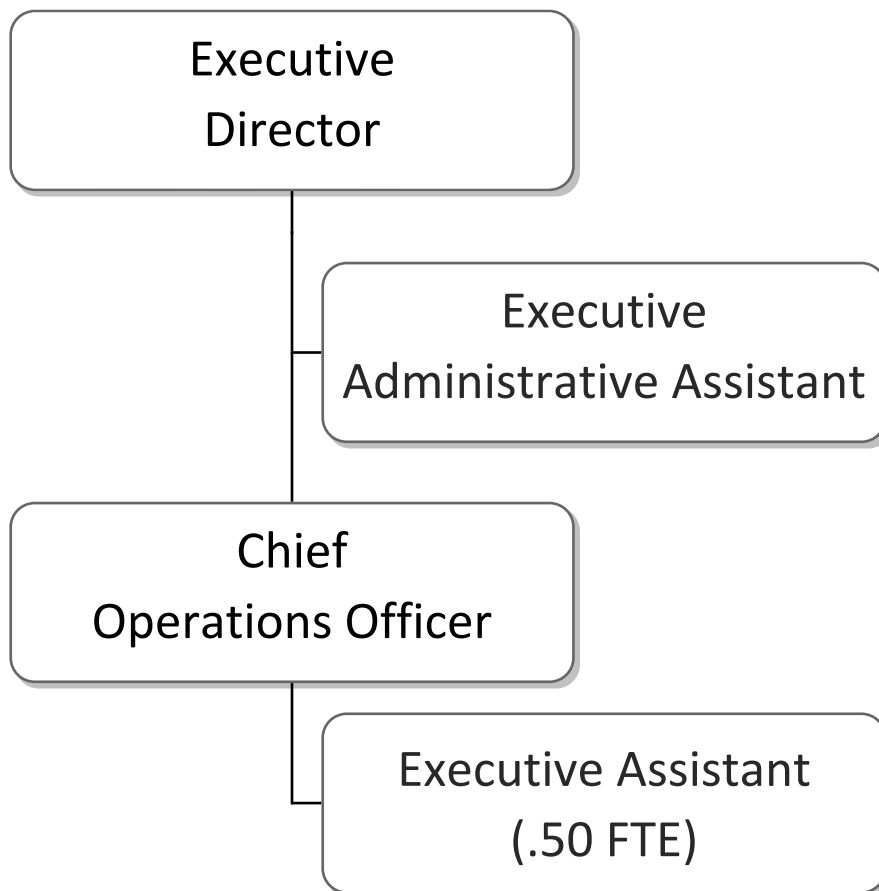 Executive
Director
Executive
Administrative Assistant
Chief
Operations Officer
Executive Assistant
(.50 FTE)